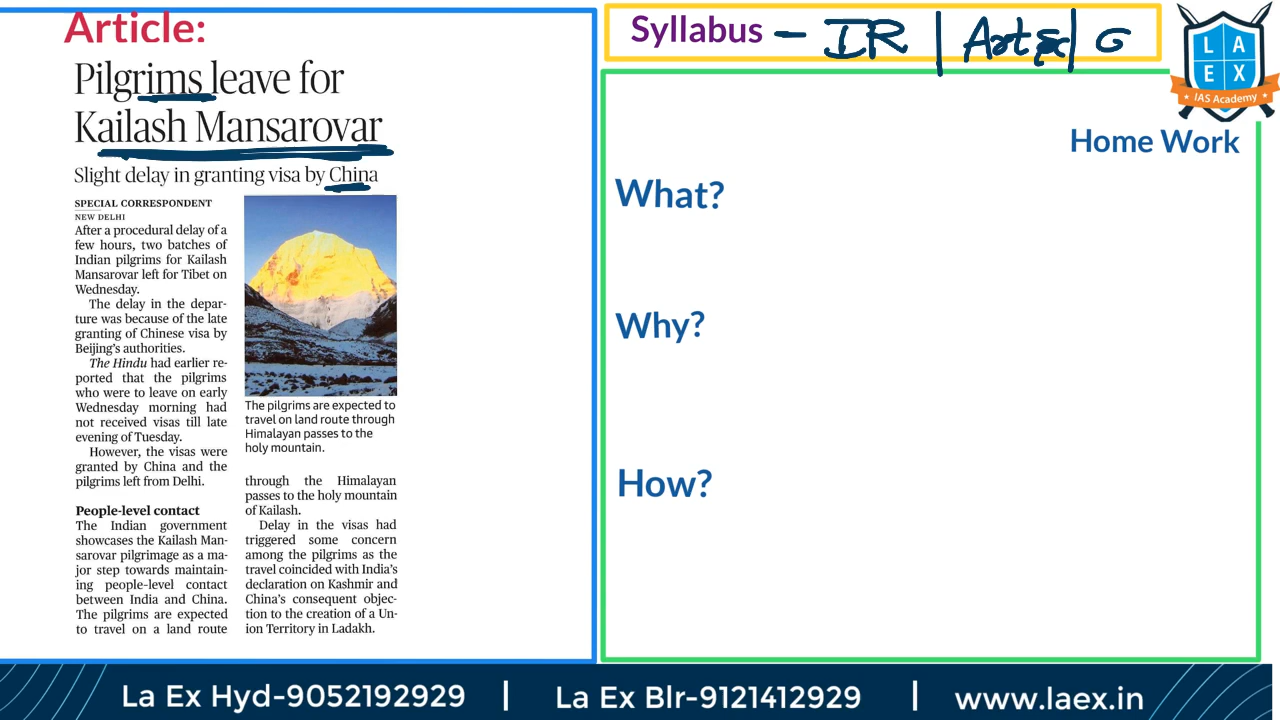 Article:
Pilgrims leave for
Kailash Mansarovar
Slight delay in granting visa by China
SPECIAL CORRESPONDENT
NEW DELHI
After a procedural delay of a
few hours, two batches of
Indian pilgrims for Kailash
Mansarovar left for Tibet on
Wednesday.
The delay in the depar-
ture was because of the late
granting of Chinese visa by
Beijing's authorities.
The Hindu had earlier re-
ported that the pilgrims
who were to leave on early
Wednesday morning had
not received visas till late
evening of Tuesday.
However, the visas were
granted by China and the
pilgrims left from Delhi.
People-level contact
The Indian government
showcases the Kailash Man-
sarovar pilgrimage as a ma-
jor step towards maintain-
ing people-level contact
between India and China.
The pilgrims are expected
to travel on a land route
The pilgrims are expected to
travel on land route through
Himalayan passes to the
holy mountain.
through the Himalayan
passes to the holy mountain
of Kailash.
Delay in the visas had
triggered some concern
among the pilgrims as the
travel coincided with India's
declaration on Kashmir and
China's consequent objec-
tion to the creation of a Un-
ion Territory in Ladakh.
Syllabus - IR | Art | G
LA
EX
IAS Academy
Home Work
What?
Why?
How?
La Ex Hyd-9052192929 | La Ex Blr-9121412929 | www.laex.in